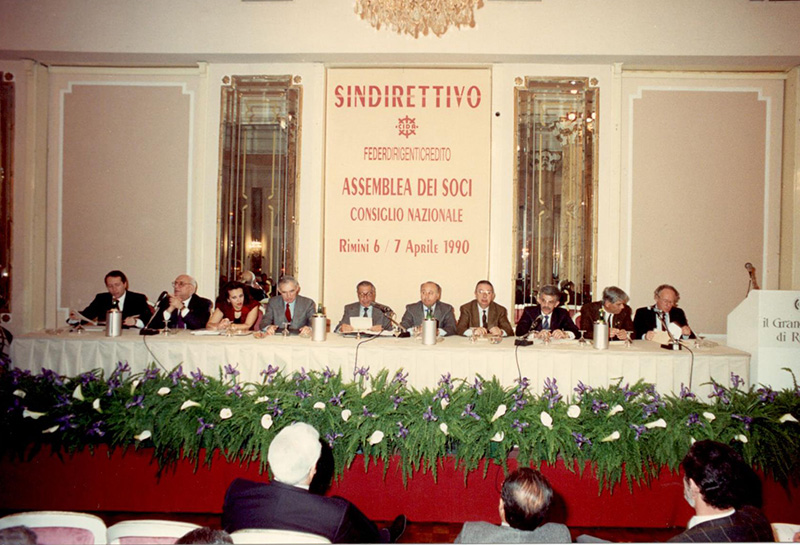 SINDIRETTIVO
CIDA
FEDERDIRIGENTICREDITO
ASSEMBLEA DEI SOCI
CONSIGLIO NAZIONALE
RIMINI 6 / 7 APRILE 1990
il Gran
di R